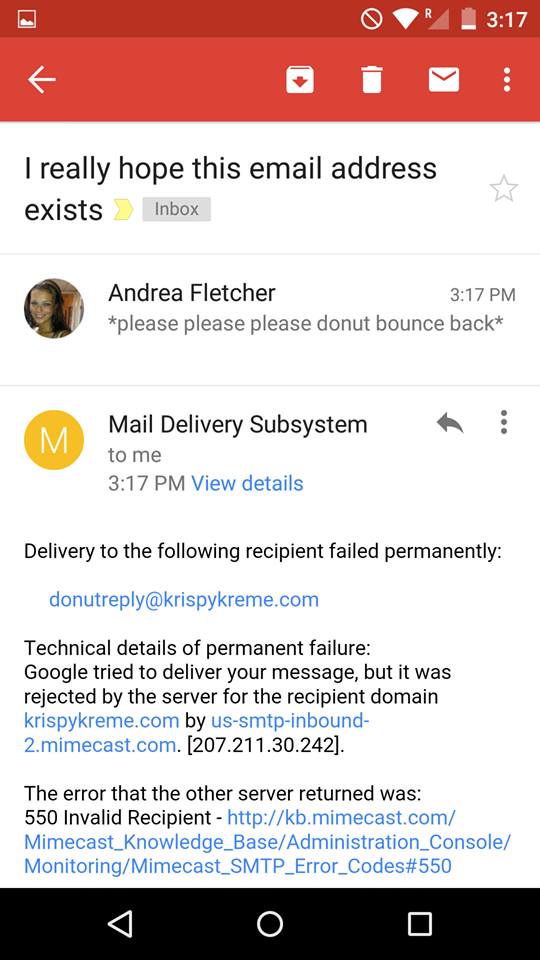 R 3:17
I really hope this email address
exists Inbox
Andrea Fletcher 3:17 PM
*please please please donut bounce back*
M Mail Delivery Subsystem
to me
3:17 PM View details
Delivery to the following recipient failed permanently:
donutreply@krispykreme.com
Technical details of permanent failure:
Google tried to deliver your message, but it was
rejected by the server for the recipient domain
krispykreme.com by us-smtp-inbound-
2.mimecast.com. [207.211.30.242].
The error that the other server returned was:
550 Invalid Recipient - http://kb.mimecast.com/
Mimecast_Knowledge_Base/Administration_Console/
Monitoring/Mimecast_SMTP_Error_Codes#550